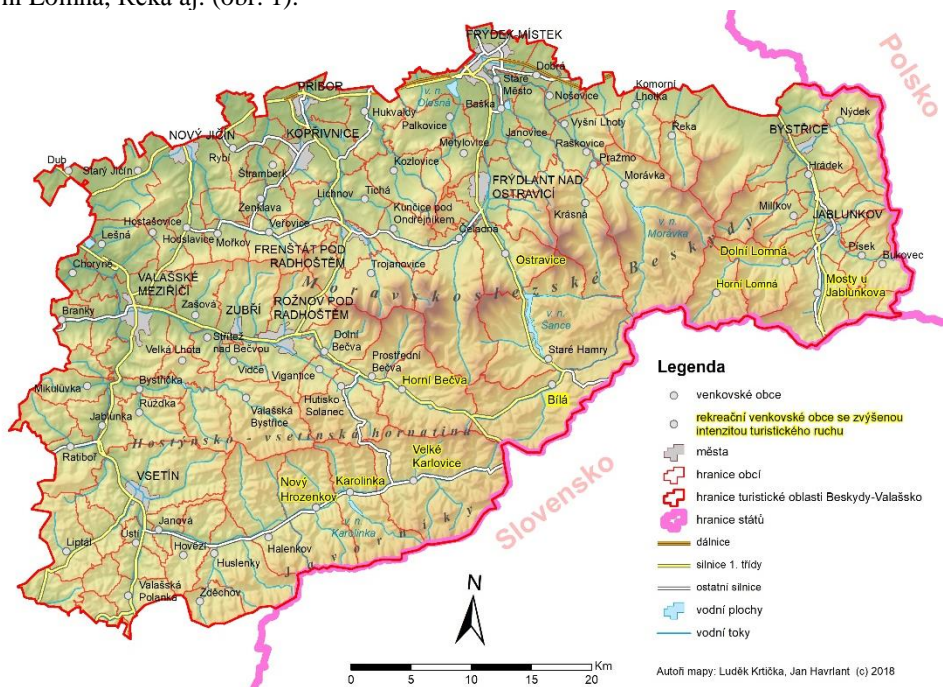 ní Lomná, Řeka aj. (obr. 1).
Polsko
FRÝDEK MÍSTEK
Dobrá
Staré
Město
Nošovice
Komorní
Lhotka
v. n.
Olešná
Baška
PŘÍBOR
Hukvaldy
Palkovice
Vyšní Lhoty
Řeka
BYSTŘICE
Nýdek
NOVÝ JIČÍN
KOPŘIVNICE
Janovice
Raškovice
Metylovice
Pražmo
Hrádek
Dub
Starý Jičín
Rybí
Štramberk
Kozlovice
Morávka
FRÝDLANT NAD
OSTRAVICÍ
Lichnov
Tichá
Milíkov
JABLUNKOV
Ženklava
Kunčice pod
Ondřejníkem
Krásná
v. n.
Morávka
Hostašovice
Veřovice
Lešná
Hodslavice
Mořkov
FRENŠTÁT POD
RADHOŠTĚM
Čeladná
Ostravice
Dolní Lomná
Písek
Bukovec
Choryně
Trojanovice
Moravskoslezské Beskydy
Horní Lomná
Mosty u
Jablunkova
VALAŠSKÉ
MEZIŘÍČÍ
Zašová
ZUBŘÍ
ROŽNOV POD
RADHOŠTĚM
v. n.
Šance
Branky
Střítež
nad Bečvou
Dolní
Bečva
Staré Hamry
Velká Lhota
Vidče
Vigantice
Prostřední
Bečva
Horní Bečva
Mikulůvka
Bystřička
Hutisko
Solanec
Bílá
Růžďka
Valašská
Bystřice
Jablůnka
Hostýnsko - vsetínská hornatina
Ratiboř
Velké
Karlovice
VSETÍN
Nový
Hrozenkov
Karolinka
Slovensko
Janová
v. n.
Karolinka
Ústí
Hovězí
Halenkov
Liptál
Huslenky
Javorníky
Valašská
Polanka
Zděchov
N
0 5 10 15 20
Km
Legenda
venkovské obce
rekreační venkovské obce se zvýšenou
intenzitou turistického ruchu
města
hranice obcí
hranice turistické oblasti Beskydy-Valašsko
hranice států
dálnice
silnice 1. třídy
ostatní silnice
vodní plochy
vodní toky
Autoři mapy: Luděk Krtička, Jan Havrlant (c) 2018